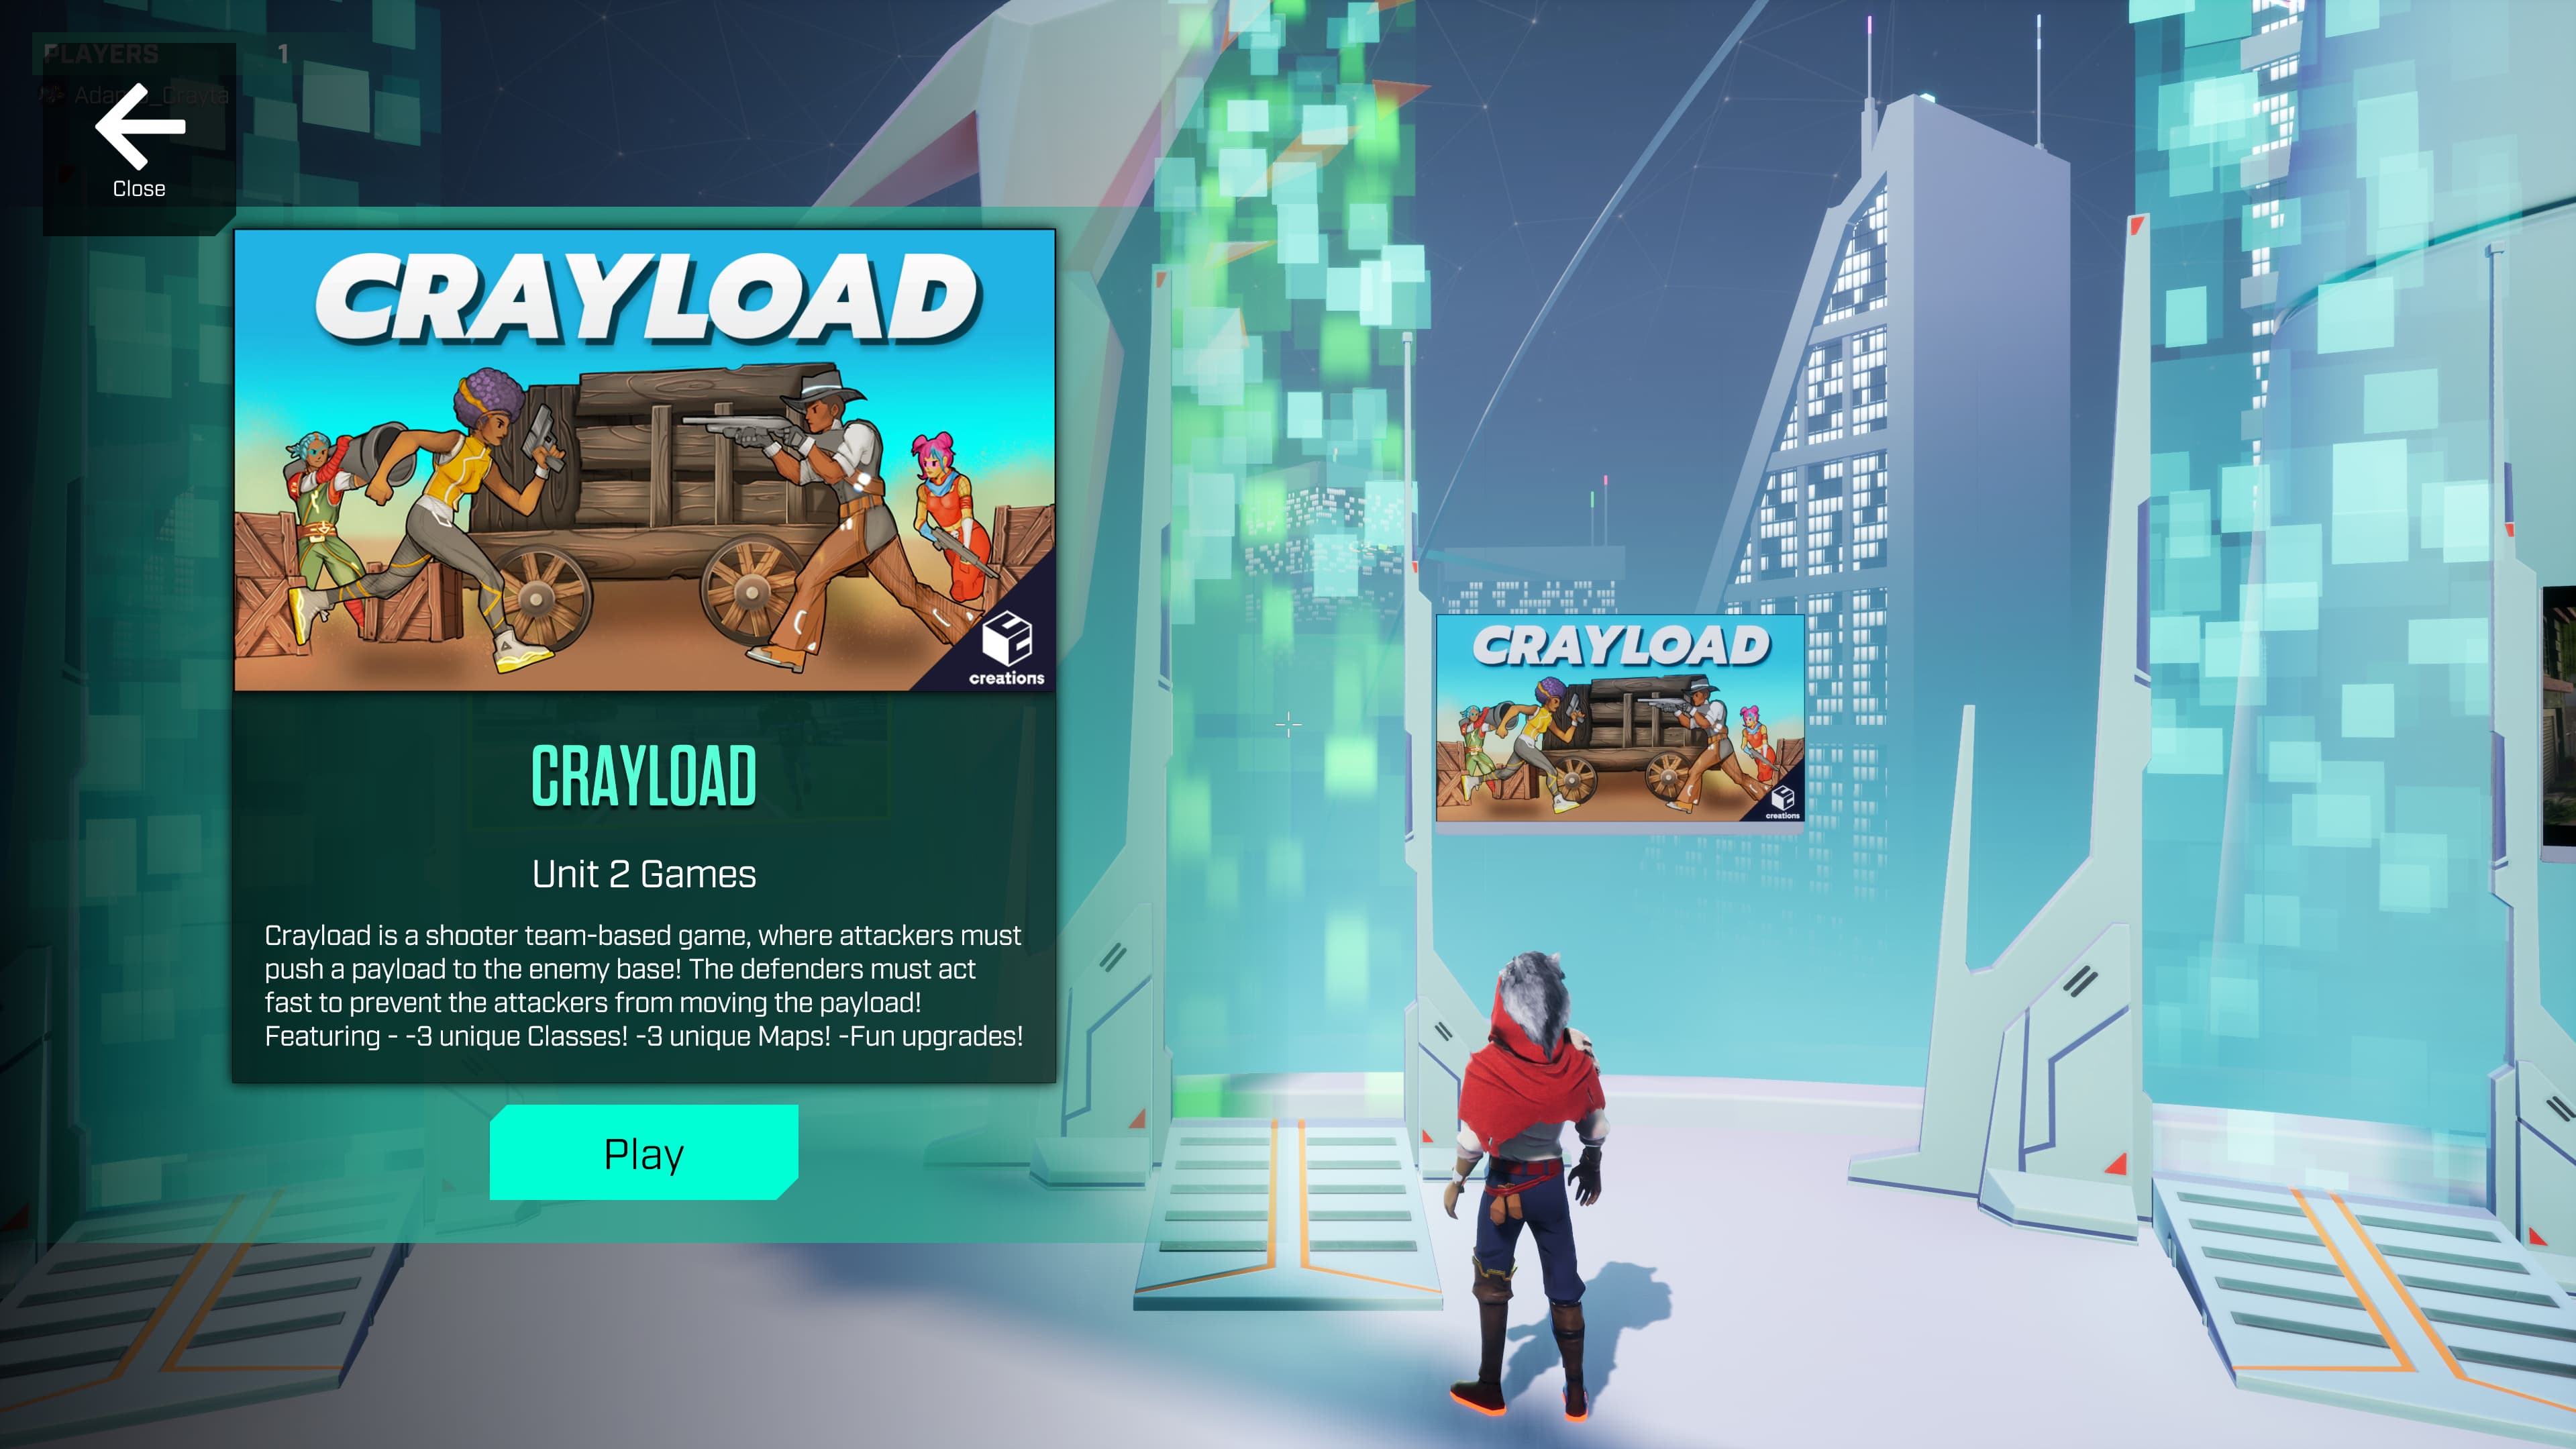 PLAYERS 1
Close
CRAYLOAD
creations
CRAYLOAD
Unit 2 Games
Crayload is a shooter team-based game, where attackers must
push a payload to the enemy base! The defenders must act
fast to prevent the attackers from moving the payload!
Featuring - -3 unique Classes! -3 unique Maps! -Fun upgrades!
Play
CRAYLOAD
creations